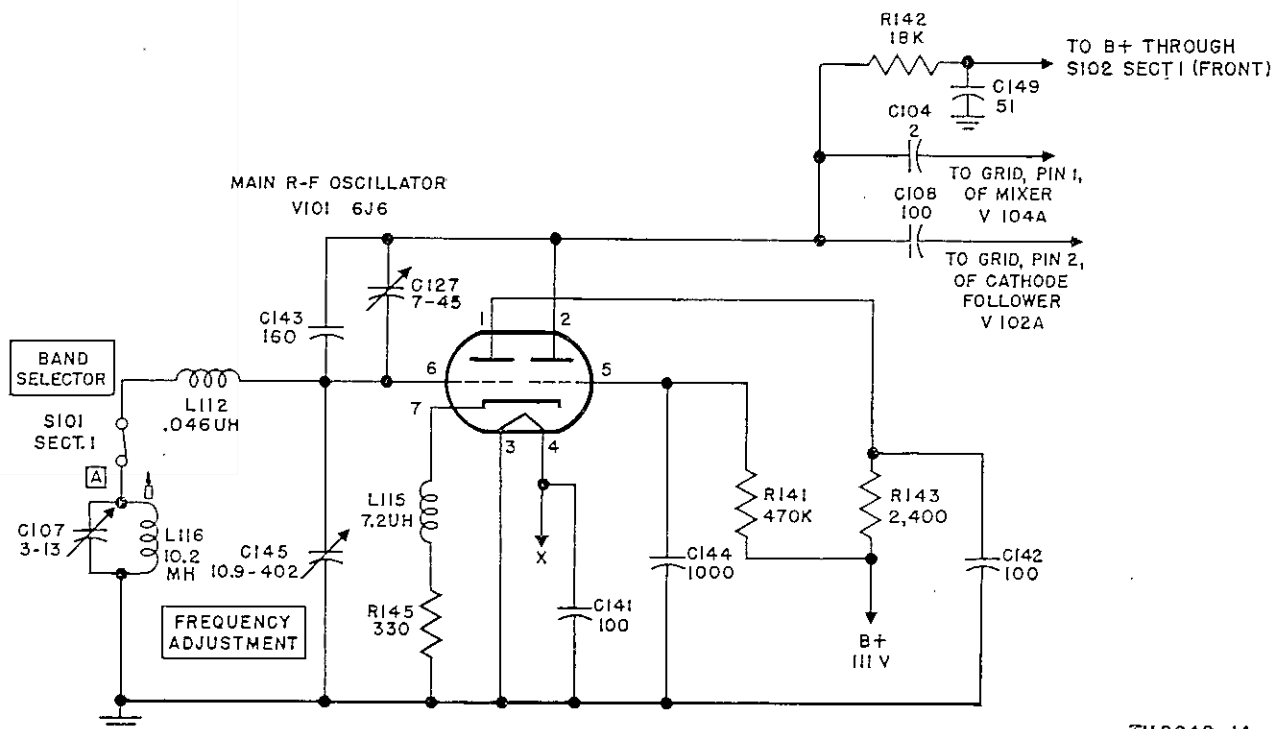 R142
18K
TO B+ THROUGH
S102 SECT 1 (FRONT)
C149
51
C104
2
TO GRID, PIN 1,
OF MIXER
V 104A
C108
100
TO GRID, PIN 2,
OF CATHODE
FOLLOWER
V 102A
MAIN R-F OSCILLATOR
V101 6J6
C127
7-45
C143
160
1
2
BAND
SELECTOR
L112
.046UH
6
5
7
3
4
S101
SECT. 1
A
C107
3-13
L116
10.2
MH
C145
10.9-402
L115
7.2UH
X
R141
470K
R143
2,400
C144
1000
C142
100
R145
330
C141
100
FREQUENCY
ADJUSTMENT
B+
111 V